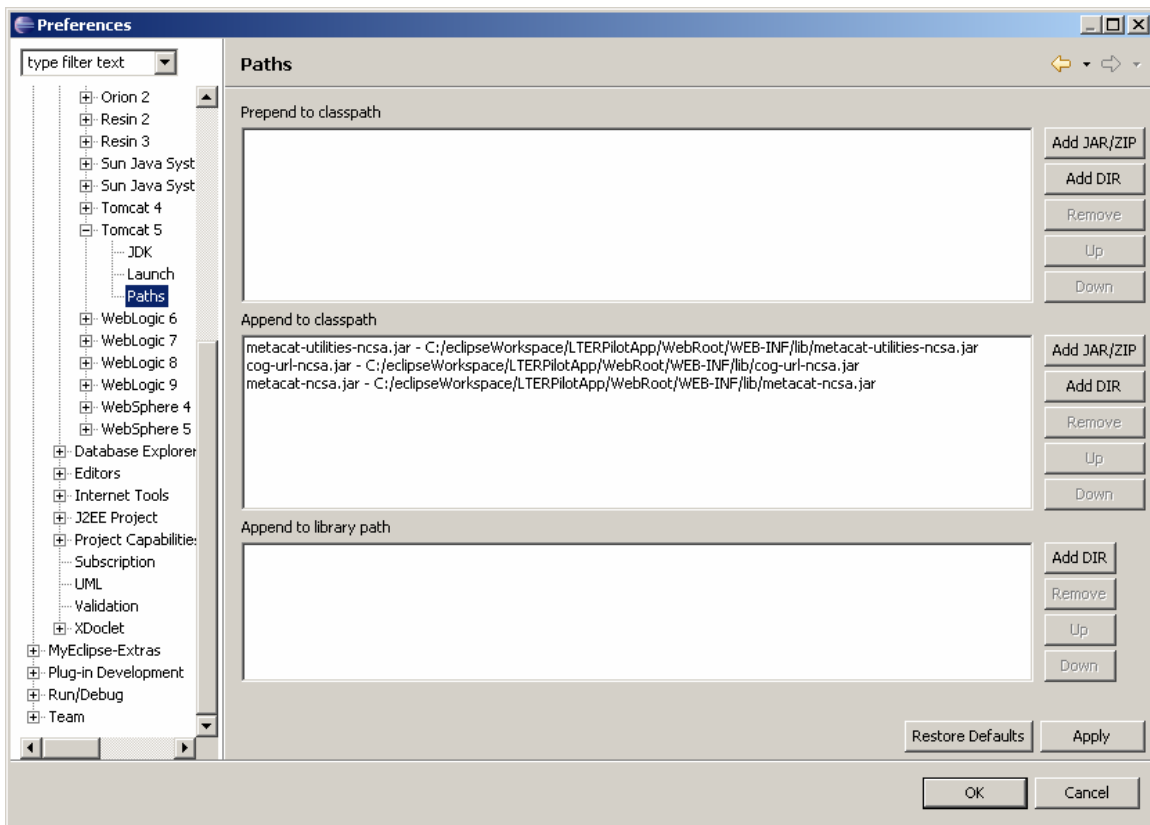 Preferences
type filter text
Paths
Orion 2
Resin 2
Resin 3
Sun Java Syst
Sun Java Syst
Tomcat 4
Tomcat 5
JDK
Launch
Paths
WebLogic 6
WebLogic 7
WebLogic 8
WebLogic 9
WebSphere 4
WebSphere 5
Database Explorer
Editors
Internet Tools
J2EE Project
Project Capabilities
Subscription
UML
Validation
XDoclet
MyEclipse-Extras
Plug-in Development
Run/Debug
Team
Prepend to classpath
Add JAR/ZIP
Add DIR
Remove
Up
Down
Append to classpath
metacat-utilities-ncsa.jar - C:/eclipseWorkspace/LTERPilotApp/WebRoot/WEB-INF/lib/metacat-utilities-ncsa.jar
cog-url-ncsa.jar - C:/eclipseWorkspace/LTERPilotApp/WebRoot/WEB-INF/lib/cog-url-ncsa.jar
metacat-ncsa.jar - C:/eclipseWorkspace/LTERPilotApp/WebRoot/WEB-INF/lib/metacat-ncsa.jar
Add JAR/ZIP
Add DIR
Remove
Up
Down
Append to library path
Add DIR
Remove
Up
Down
Restore Defaults
Apply
OK
Cancel